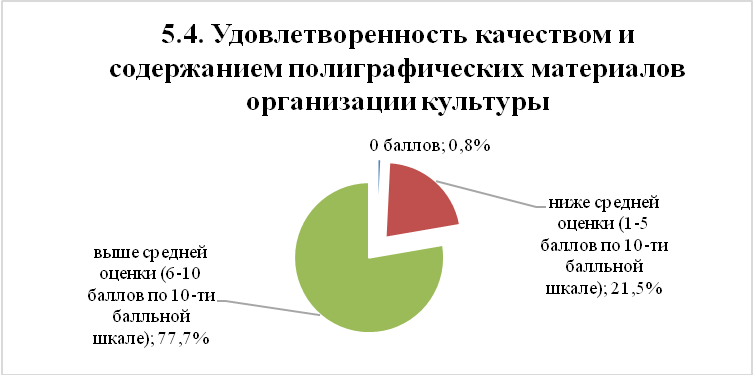 5.4. Удовлетворенность качеством и
содержанием полиграфических материалов
организации культуры
0 баллов; 0,8%
ниже средней
оценки (1-5
баллов по 10-ти
балльной
шкале); 21,5%
выше средней
оценки (6-10
баллов по 10-ти
балльной
шкале); 77,7%